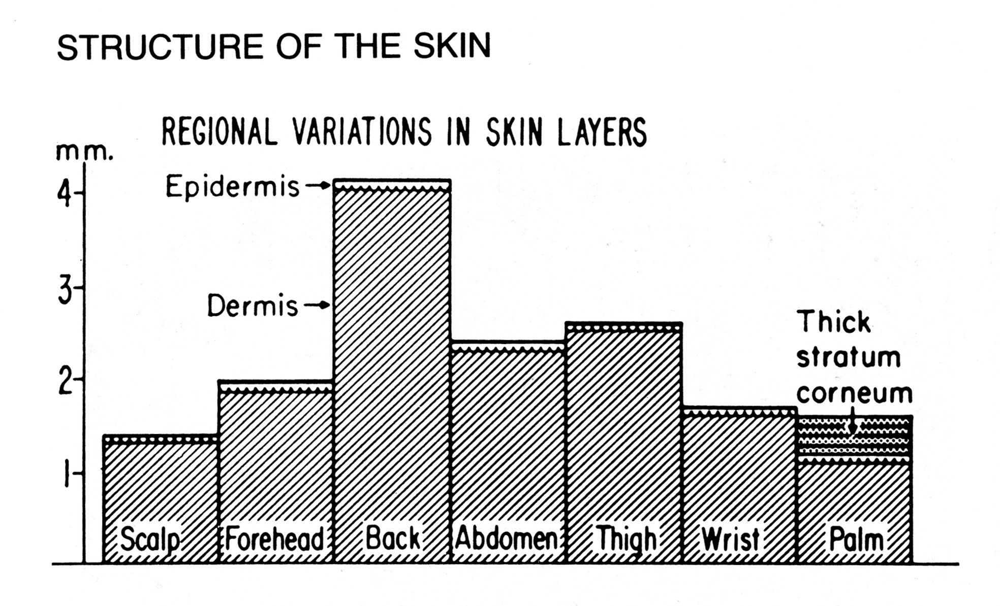 STRUCTURE OF THE SKIN
REGIONAL VARIATIONS IN SKIN LAYERS
mm.
4
Epidermis
3
Dermis
Thick
stratum
corneum
2
1
Scalp
Forehead
Back
Abdomen
Thigh
Wrist
Palm